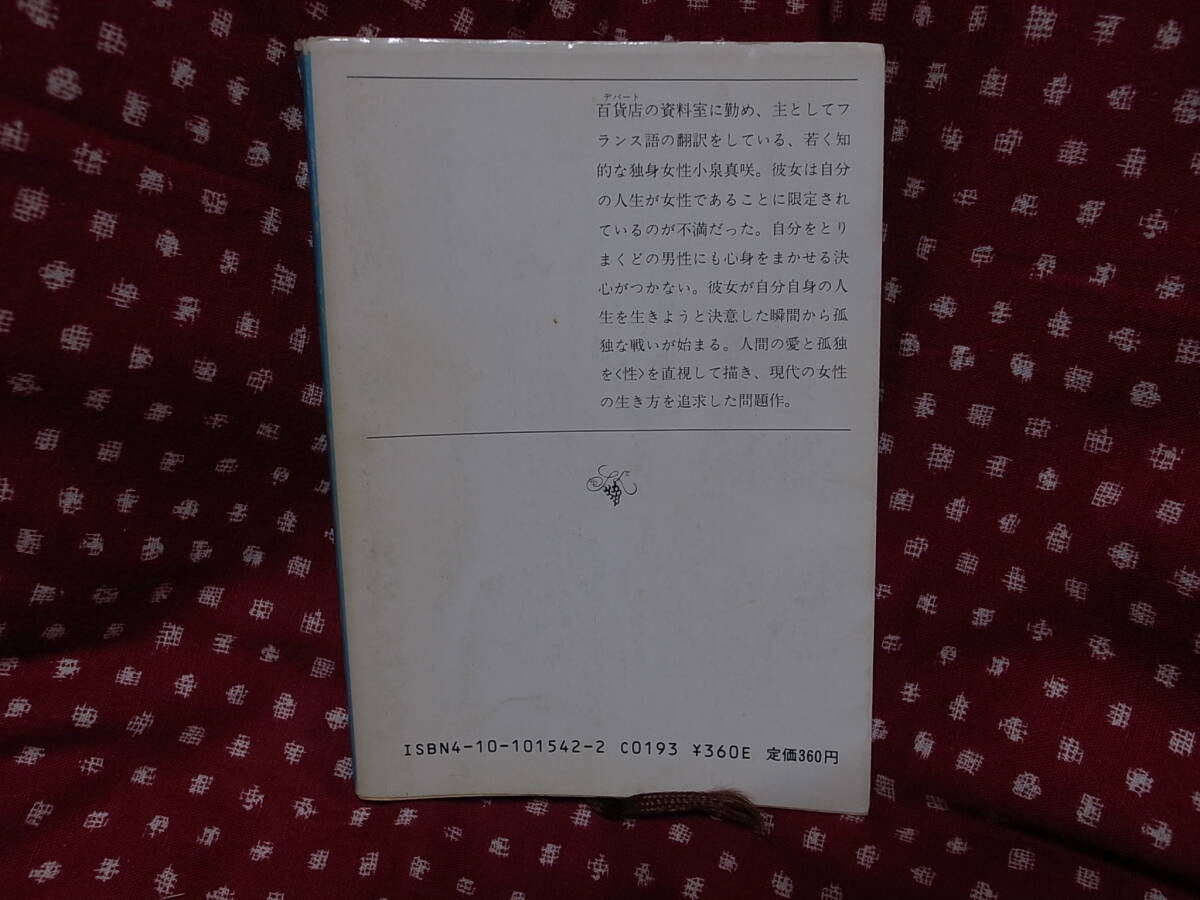 デパート
百貨店の資料室に勤め、主としてフ
ランス語の翻訳をしている、若く知
的な独身女性小泉真咲。彼女は自分
の人生が女性であることに限定され
ているのが不満だった。自分をとり
まくどの男性にも心身をまかせる決
心がつかない。彼女が自分自身の人
生を生きようと決意した瞬間から孤
独な戦いが始まる。人間の愛と孤独
を〈性〉を直視して描き、現代の女性
の生き方を追求した問題作。
ISBN4-10-101542-2 C0193 ¥360E 定価360円